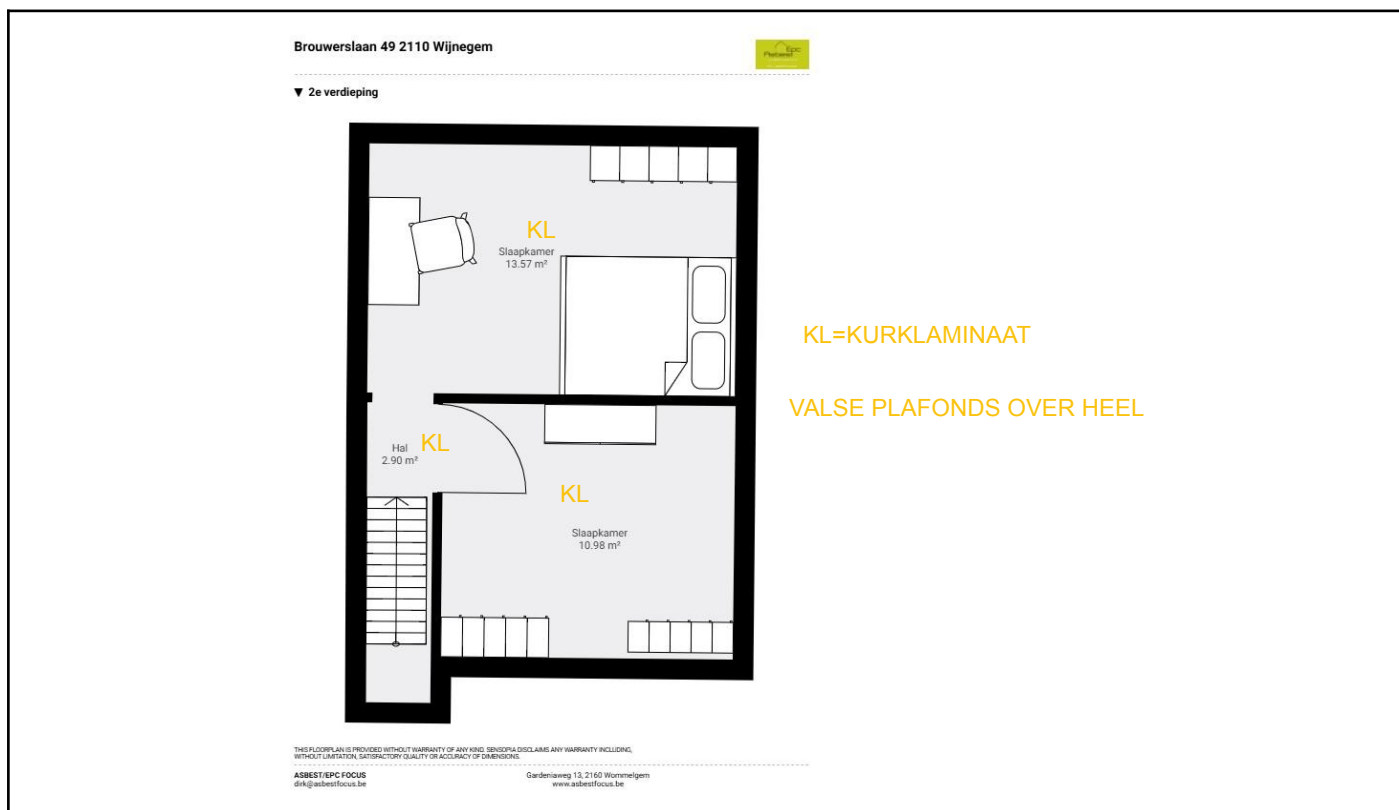 Brouwerslaan 49 2110 Wijnegem
Epc
▼ 2e verdieping
KL
Slaapkamer
13.57 m²
KL=KURKLAMINAAT
VALSE PLAFONDS OVER HEEL
KL
Hal
2.90 m²
KL
Slaapkamer
10.98 m²
THIS FLOORPLAN IS PROVIDED WITHOUT WARRANTY OF ANY KIND. SENSOPIA DISCLAIMS ANY WARRANTY INCLUDING,
WITHOUT LIMITATION, SATISFACTORY QUALITY OR ACCURACY OF DIMENSIONS.
ASBEST/EPC FOCUS
dirk@asbestfocus.be
Gardeniaweg 13, 2160 Wommelgem
www.asbestfocus.be